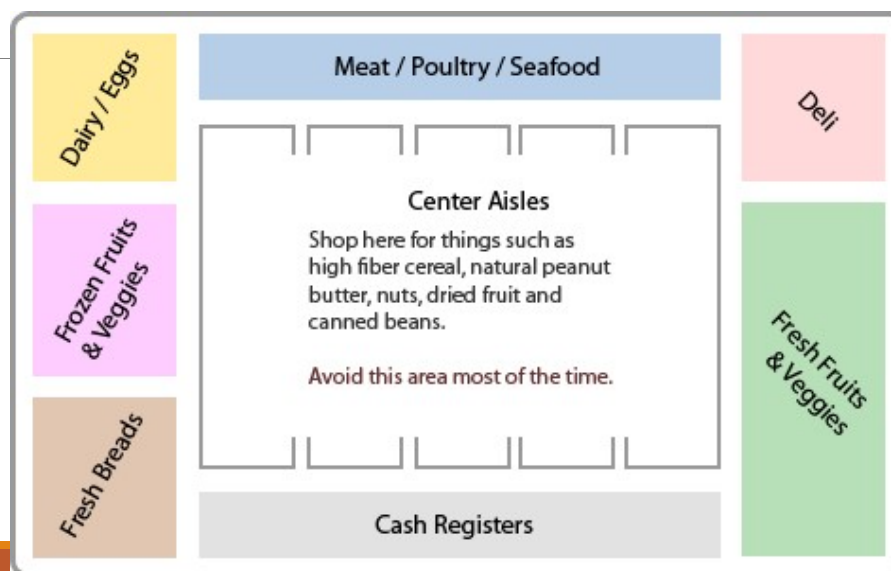 Dairy / Eggs
Meat / Poultry / Seafood
Deli
Center Aisles
Shop here for things such as
high fiber cereal, natural peanut
butter, nuts, dried fruit and
canned beans.
Avoid this area most of the time.
Frozen Fruits
& Veggies
Fresh Fruits
& Veggies
Fresh Breads
Cash Registers